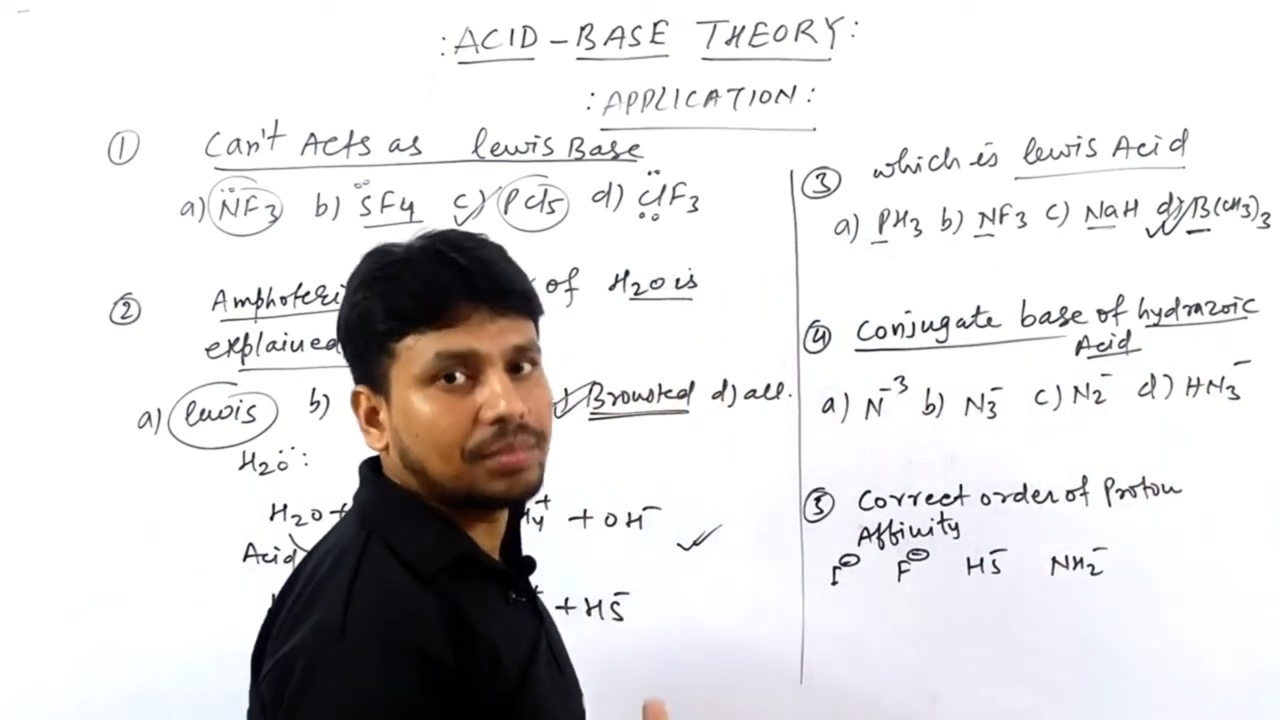 : ACID - BASE THEORY :
: APPLICATION :
① Can't Acts as lewis Base
a) NF3 b) SF4 c) PCl5 d) ClF3
② of H2O is
explained
a) lewis b) Bronsted d) all.
H2O:
H2O + + OH-
Acid
+ HS-
③ which is lewis Acid
a) PH3 b) NF3 c) NaH d) B(CH3)3
④ Conjugate base of hydrazoic
Acid
a) N-3 b) N3- c) N2- d) HN3-
⑤ Correct order of Proton
Affinity
I⊖ F⊖ HS- NH2-